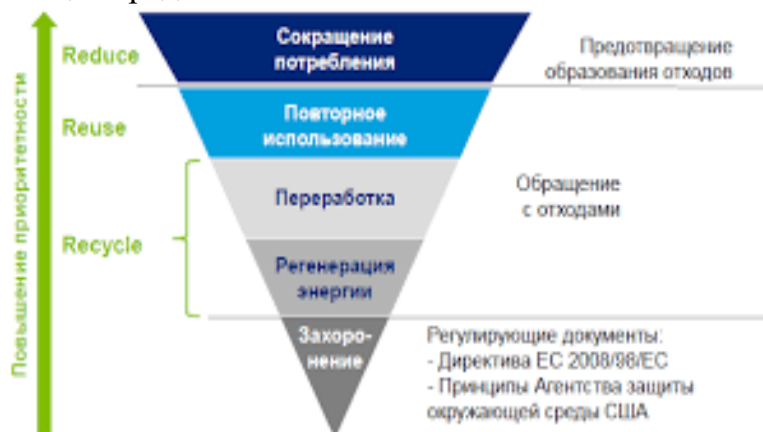 Повышение приоритетности
Reduce
Сокращение
потребления
Предотвращение
образования отходов
Reuse
Повторное
использование
Recycle
Переработка
Регенерация
энергии
Обращение
с отходами
Захоро-
нение
Регулирующие документы:
- Директива ЕС 2008/98/ЕС
- Принципы Агентства защиты
окружающей среды США